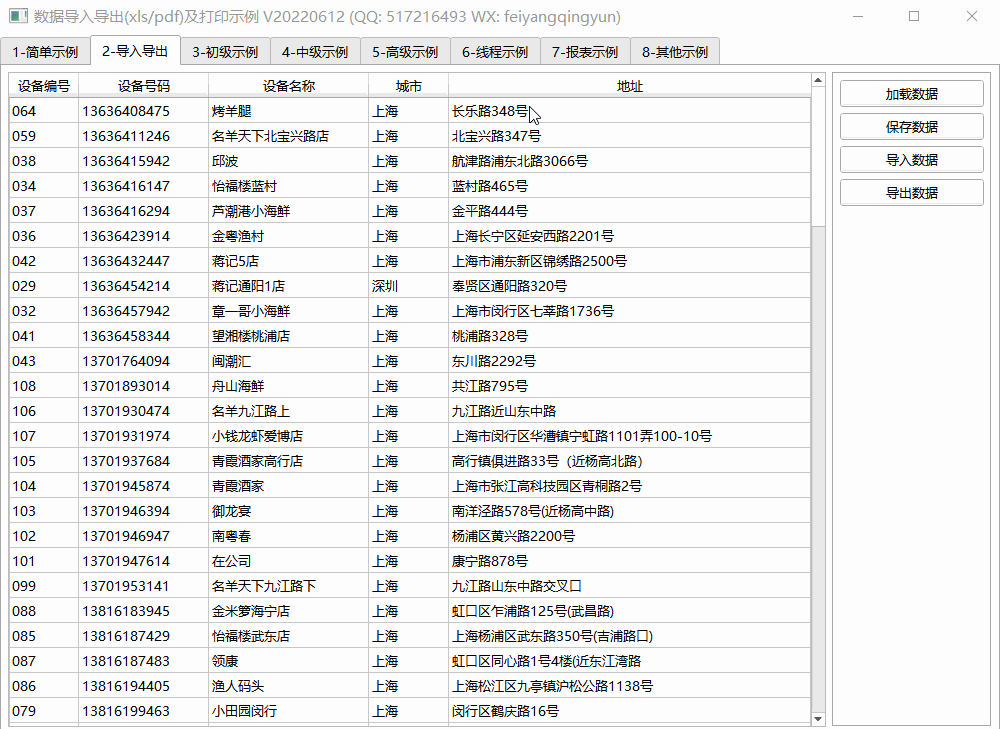 数据导入导出(xls/pdf)及打印示例 V20220612 (QQ: 517216493 WX: feiyangqingyun)
1-简单示例 2-导入导出 3-初级示例 4-中级示例 5-高级示例 6-线程示例 7-报表示例 8-其他示例
设备编号 设备号码 设备名称 城市 地址
064 13636408475 烤羊腿 上海 长乐路348号
059 13636411246 名羊天下北宝兴路店 上海 北宝兴路347号
038 13636415942 邱波 上海 航津路浦东北路3066号
034 13636416147 怡福楼蓝村 上海 蓝村路465号
037 13636416294 芦潮港小海鲜 上海 金平路444号
036 13636423914 金粤渔村 上海 上海长宁区延安西路2201号
042 13636432447 蒋记5店 上海 上海市浦东新区锦绣路2500号
029 13636454214 蒋记通阳1店 深圳 奉贤区通阳路320号
032 13636457942 章一哥小海鲜 上海 上海市闵行区七莘路1736号
041 13636458344 望湘楼桃浦店 上海 桃浦路328号
043 13701764094 闽潮汇 上海 东川路2292号
108 13701893014 舟山海鲜 上海 共江路795号
106 13701930474 名羊九江路上 上海 九江路近山东中路
107 13701931974 小钱龙虾爱博店 上海 上海市闵行区华漕镇宁虹路1101弄100-10号
105 13701937684 青霞酒家高行店 上海 高行镇俱进路33号（近杨高北路）
104 13701945874 青霞酒家 上海 上海市张江高科技园区青桐路2号
103 13701946394 御龙宴 上海 南洋泾路578号(近杨高中路)
102 13701946947 南粤春 上海 杨浦区黄兴路2200号
101 13701947614 在公司 上海 康宁路878号
099 13701953141 名羊天下九江路下 上海 九江路山东中路交叉口
088 13816183945 金米箩海宁店 上海 虹口区乍浦路125号(武昌路)
085 13816187429 怡福楼武东店 上海 上海杨浦区武东路350号(吉浦路口)
087 13816187483 领康 上海 虹口区同心路1号4楼(近东江湾路
086 13816194405 渔人码头 上海 上海松江区九亭镇沪松公路1138号
079 13816199463 小田园闵行 上海 闵行区鹤庆路16号
加载数据
保存数据
导入数据
导出数据